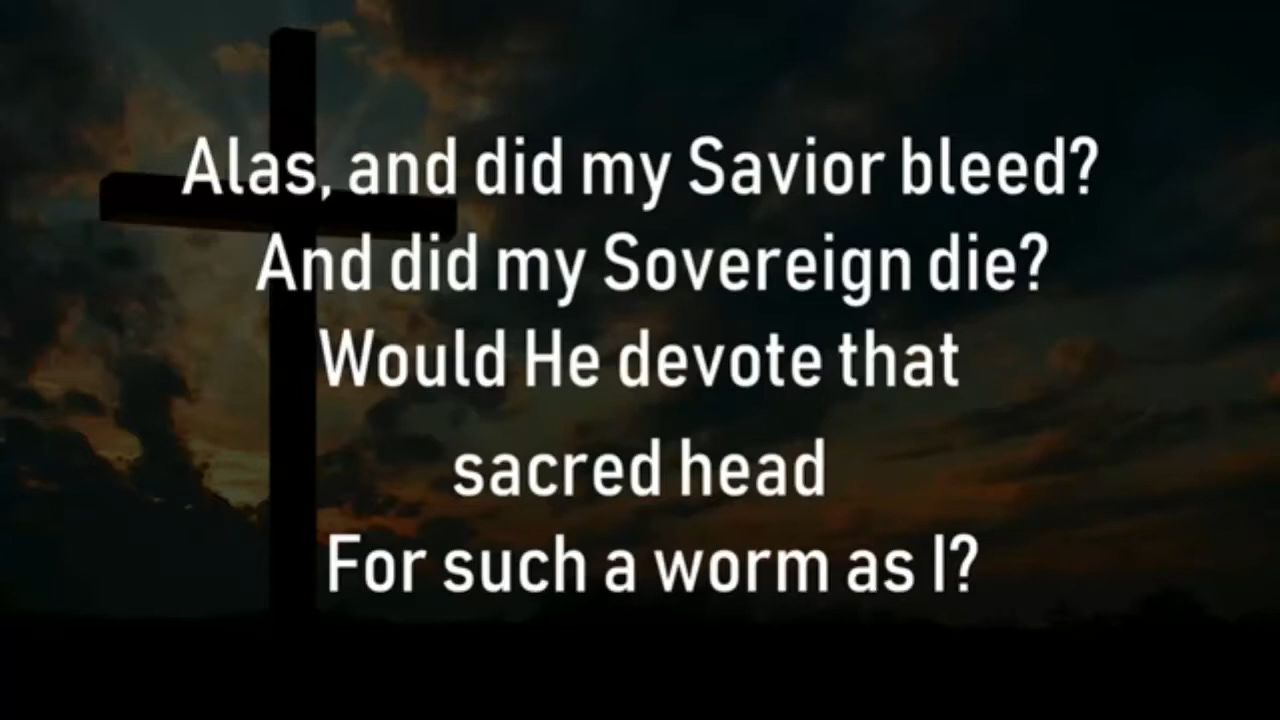 Alas, and did my Savior bleed?
And did my Sovereign die?
Would He devote that
sacred head
For such a worm as I?